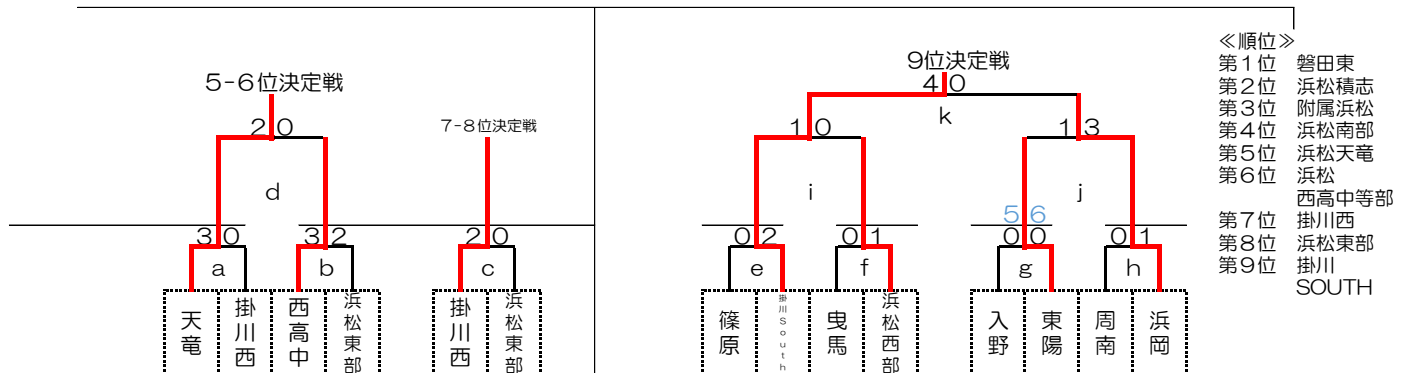 5-6位決定戦
2 0
d
3 0
3 2
a
b
天竜
掛川西
西高中
浜松東部
7-8位決定戦
2 0
c
掛川西
浜松東部
9位決定戦
4 0
k
1 0
1 3
i
j
5 6
0 2
0 1
0 0
0 1
e
f
g
h
篠原
掛川South
曳馬
浜松西部
入野
東陽
周南
浜岡
≪順位≫
第1位 磐田東
第2位 浜松積志
第3位 附属浜松
第4位 浜松南部
第5位 浜松天竜
第6位 浜松
西高中等部
第7位 掛川西
第8位 浜松東部
第9位 掛川
SOUTH